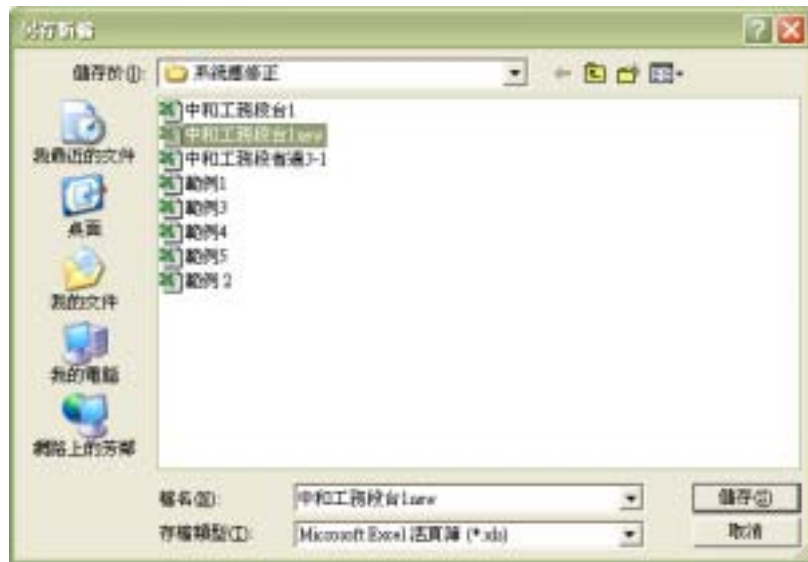 另存新檔
儲存於(I):
系統應修正
中和工務段台1
中和工務段台1new
中和工務段省道3-1
範例1
範例3
範例4
範例5
範例 2
我最近的文件
桌面
我的文件
我的電腦
網路上的芳鄰
檔名(N):
中和工務段台1new
儲存(S)
存檔類型(T):
Microsoft Excel 活頁簿 (*.xls)
取消